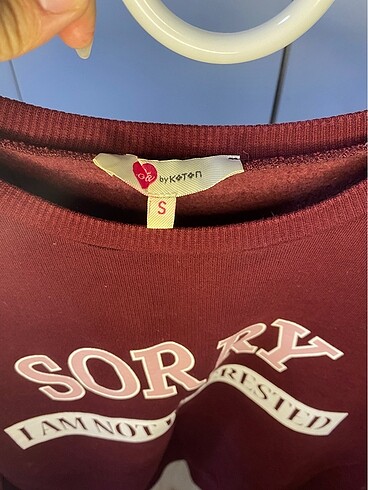 by KOTON
S
SORRY
I AM NOT RESTED